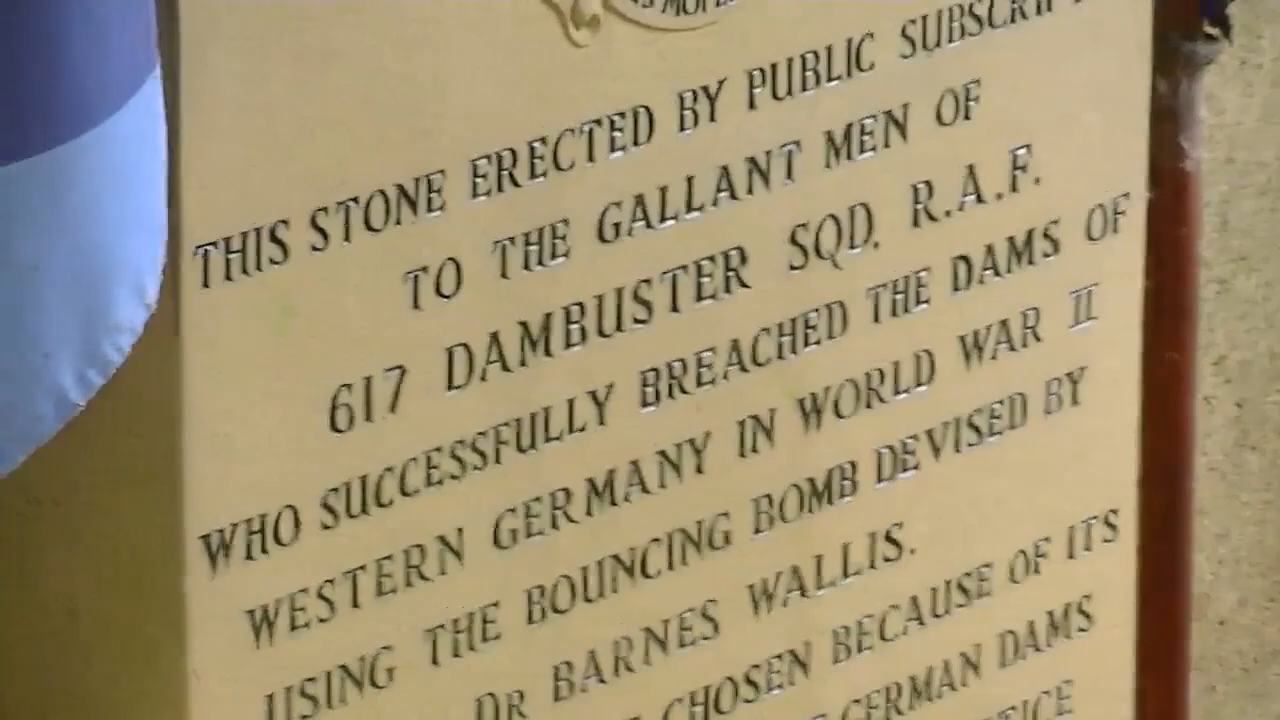 THIS STONE ERECTED BY PUBLIC
TO THE GALLANT MEN OF
617 DAMBUSTER SQD. R.A.F.
WHO SUCCESSFULLY BREACHED THE DAMS OF
WESTERN GERMANY IN WORLD WAR II
USING THE BOUNCING BOMB DEVISED BY
DR BARNES WALLIS.
CHOSEN BECAUSE OF ITS
GERMAN DAMS